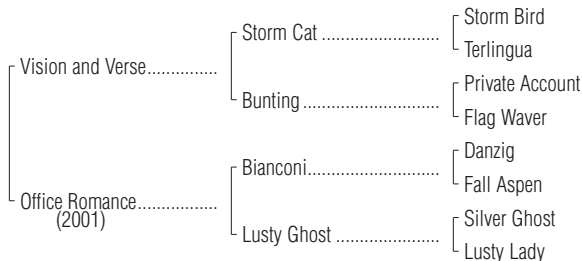 Storm Bird
Storm Cat ........................
Terlingua
Vision and Verse..............
Private Account
Bunting............................
Flag Waver
Danzig
Bianconi...........................
Fall Aspen
Office Romance................
(2001)
Silver Ghost
Lusty Ghost .....................
Lusty Lady